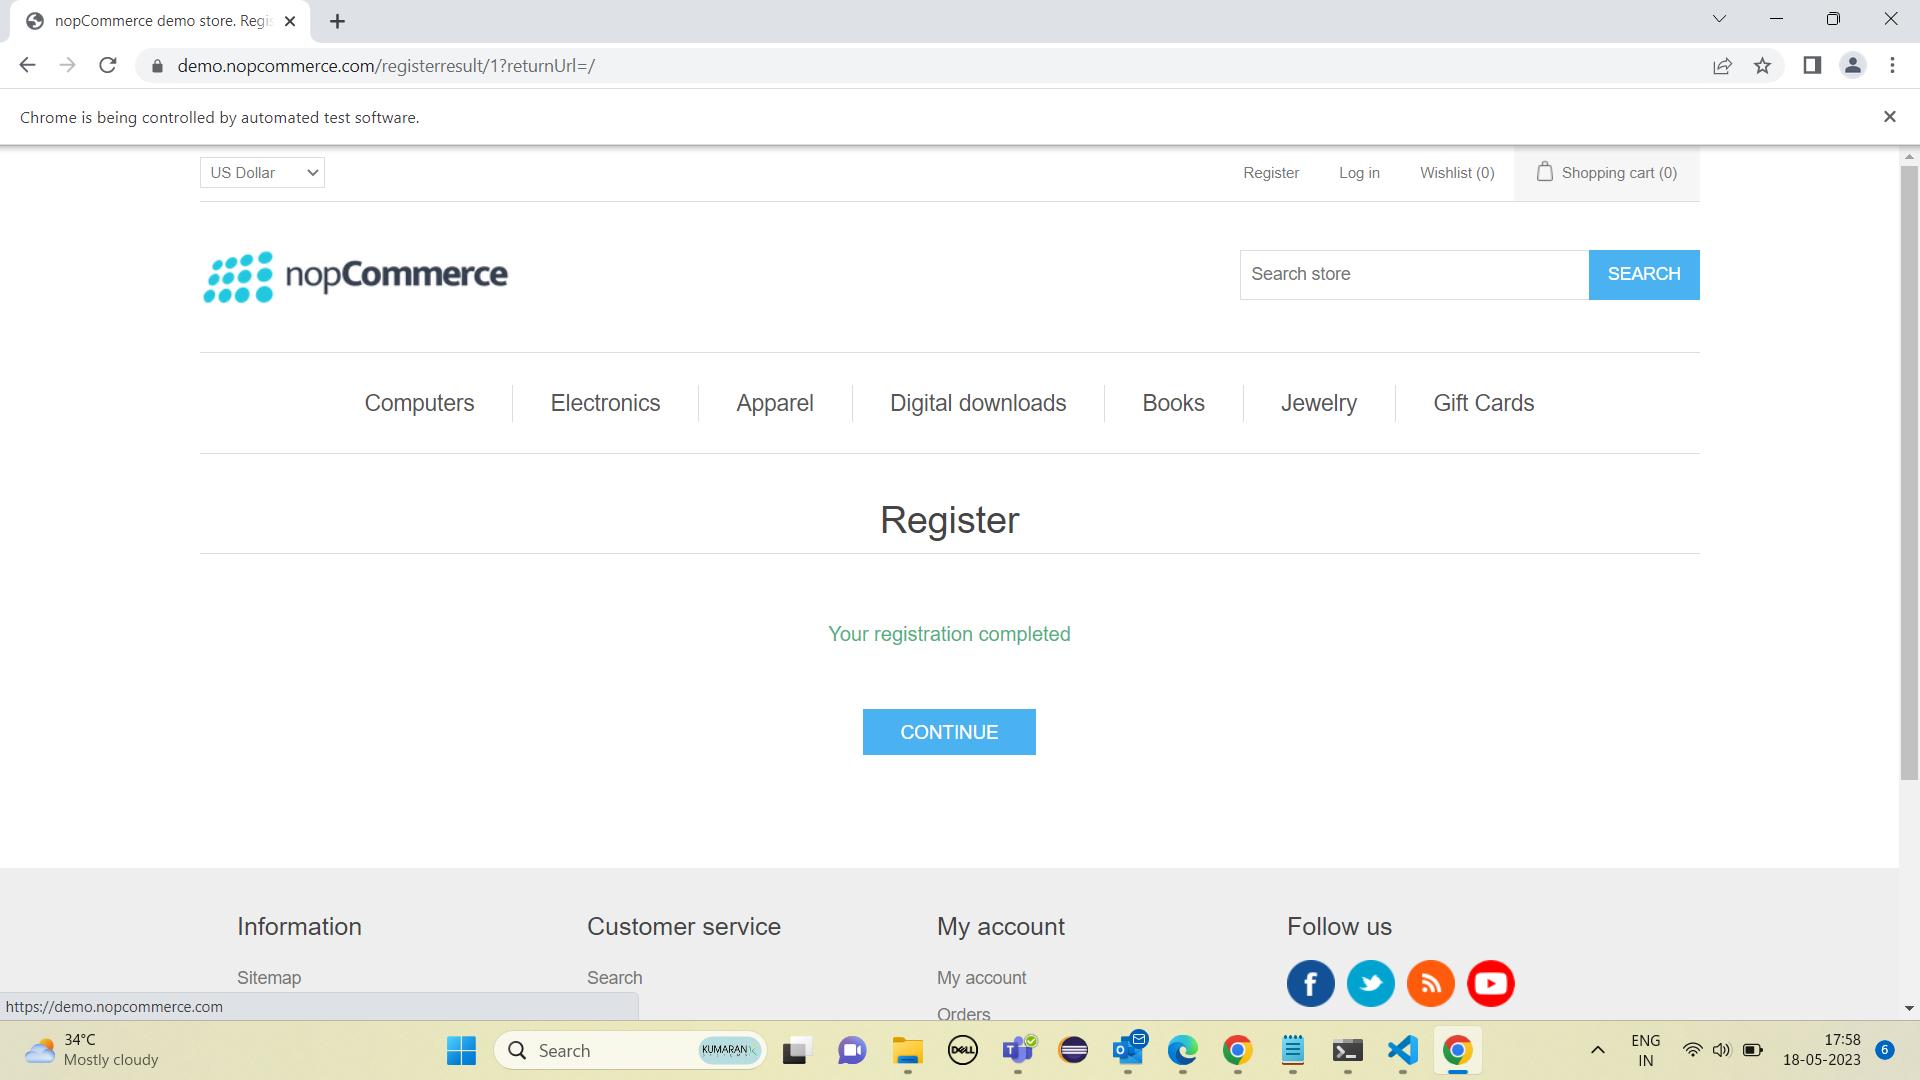 nopCommerce demo store. Regis
demo.nopcommerce.com/registerresult/1?returnUrl=/
Chrome is being controlled by automated test software.
US Dollar
Register
Log in
Wishlist (0)
Shopping cart (0)
nopCommerce
Search store
SEARCH
Computers
Electronics
Apparel
Digital downloads
Books
Jewelry
Gift Cards
Register
Your registration completed
CONTINUE
Information
Customer service
My account
Follow us
Sitemap
Search
My account
Orders
https://demo.nopcommerce.com
34°C
Mostly cloudy
Search
KUMARAN
DELL
ENG
IN
17:58
18-05-2023
6